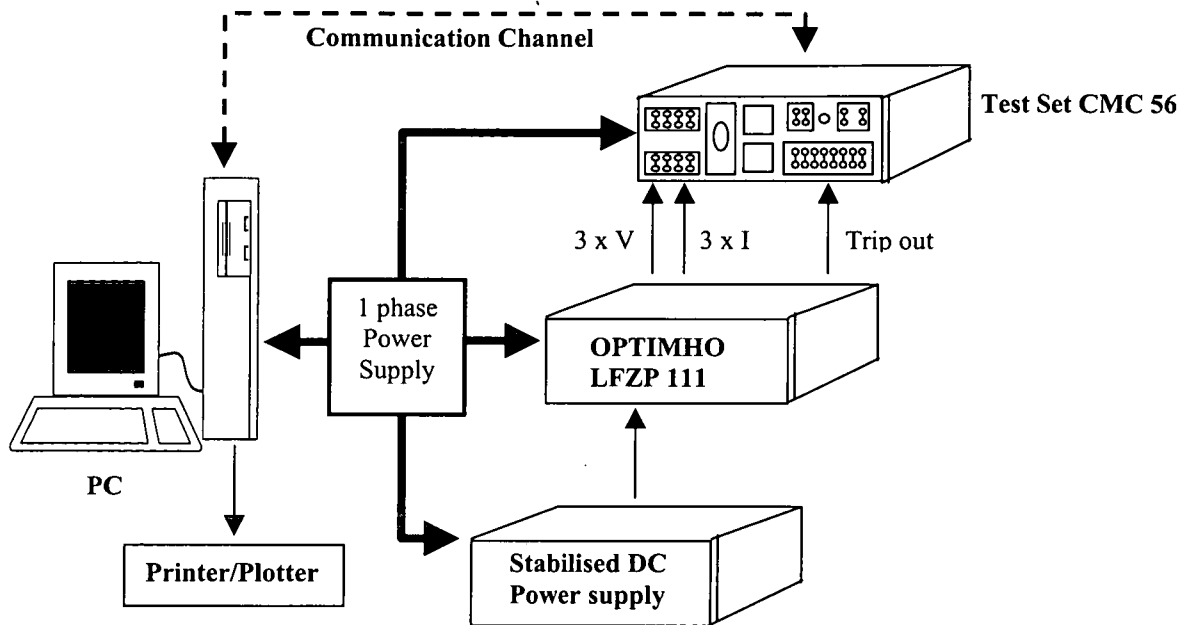 Communication Channel
Test Set CMC 56
3 x V
3 x I
Trip out
1 phase
Power
Supply
OPTIMHO
LFZP 111
PC
Printer/Plotter
Stabilised DC
Power supply